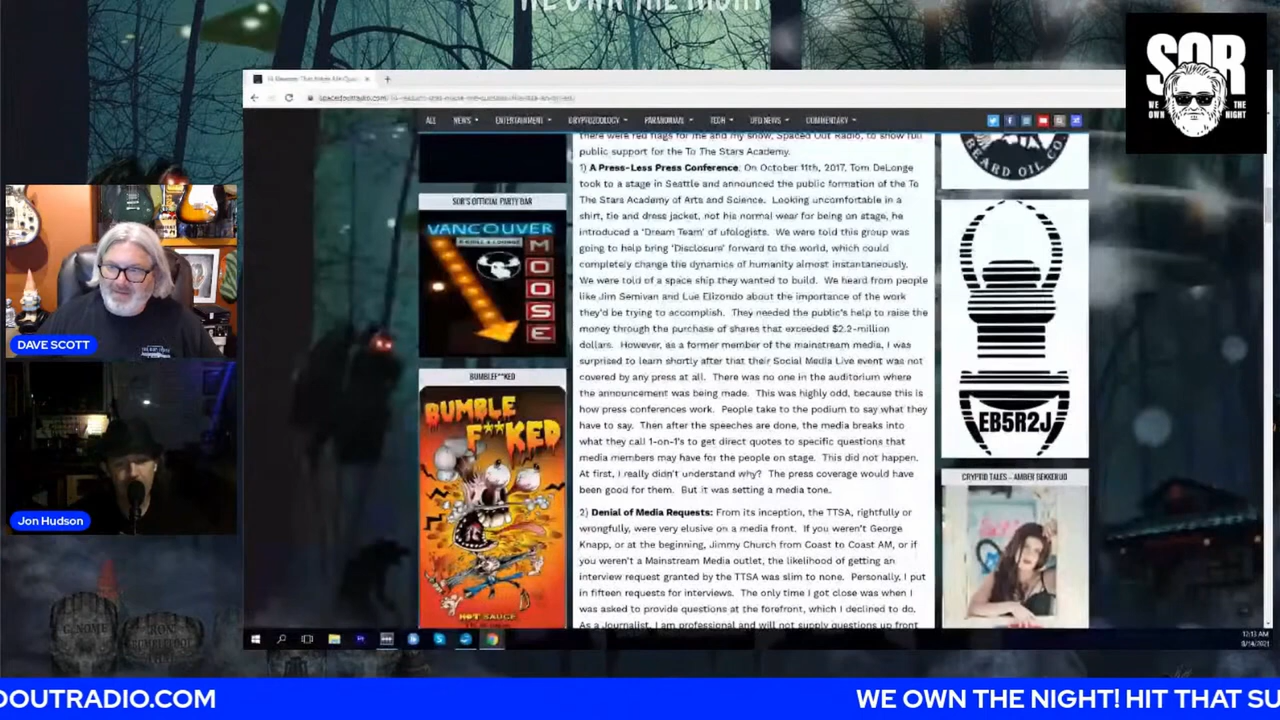 WE OWN THE NIGHT
SOR
WE OWN THE NIGHT
ALL NEWS ENTERTAINMENT CRYPTOZOOLOGY PARANORMAL TECH UFO NEWS COMMENTARY
there were red flags for me and my show, Spaced Out Radio, to show full
public support for the To The Stars Academy.
1) A Press-Less Press Conference: On October 11th, 2017, Tom DeLonge
took to a stage in Seattle and announced the public formation of the To
The Stars Academy of Arts and Science. Looking uncomfortable in a
shirt, tie and dress jacket, not his normal wear for being on stage, he
introduced a 'Dream Team' of ufologists. We were told this group was
going to help bring 'Disclosure' forward to the world, which could
completely change the dynamics of humanity almost instantaneously.
We were told of a space ship they wanted to build. We heard from people
like Jim Semivan and Lue Elizondo about the importance of the work
they'd be trying to accomplish. They needed the public's help to raise the
money through the purchase of shares that exceeded $2.2-million
dollars. However, as a former member of the mainstream media, I was
surprised to learn shortly after that their Social Media Live event was not
covered by any press at all. There was no one in the auditorium where
the announcement was being made. This was highly odd, because this is
how press conferences work. People take to the podium to say what they
have to say. Then after the speeches are done, the media breaks into
what they call 1-on-1's to get direct quotes to specific questions that
media members may have for the people on stage. This did not happen.
At first, I really didn't understand why? The press coverage would have
been good for them. But it was setting a media tone.
2) Denial of Media Requests: From its inception, the TTSA, rightfully or
wrongfully, were very elusive on a media front. If you weren't George
Knapp, or at the beginning, Jimmy Church from Coast to Coast AM, or if
you weren't a Mainstream Media outlet, the likelihood of getting an
interview request granted by the TTSA was slim to none. Personally, I put
in fifteen requests for interviews. The only time I got close was when I
was asked to provide questions at the forefront, which I declined to do.
As a Journalist, I am professional and will not supply questions up front
SOR'S OFFICIAL PARTY BAR
VANCOUVER
MOOSE
BUMBLEF**KED
BUMBLE
F**KED
HOT SAUCE
BEARD OIL CO
EB5R2J
CRYPTID TALES – AMBER BEKKERUD
DAVE SCOTT
Jon Hudson
G. NOME
12:13 AM
8/14/2021
DOUTRADIO.COM
WE OWN THE NIGHT! HIT THAT SU